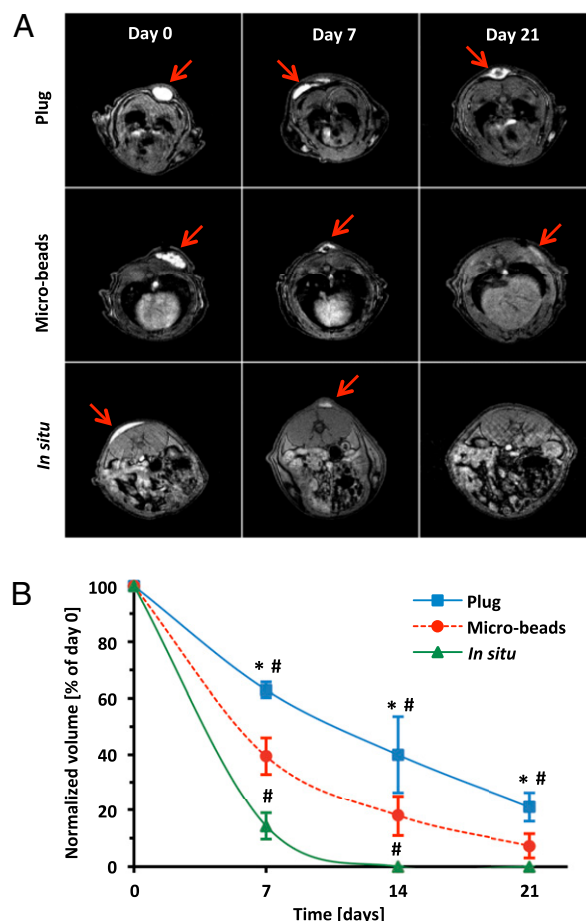 A
Day 0
Day 7
Day 21
Plug
Micro-beads
In situ
B
Normalized volume [% of day 0]
100
80
60
40
20
0
Plug
Micro-beads
In situ
* #
* #
* #
#
#
0
7
14
21
Time [days]